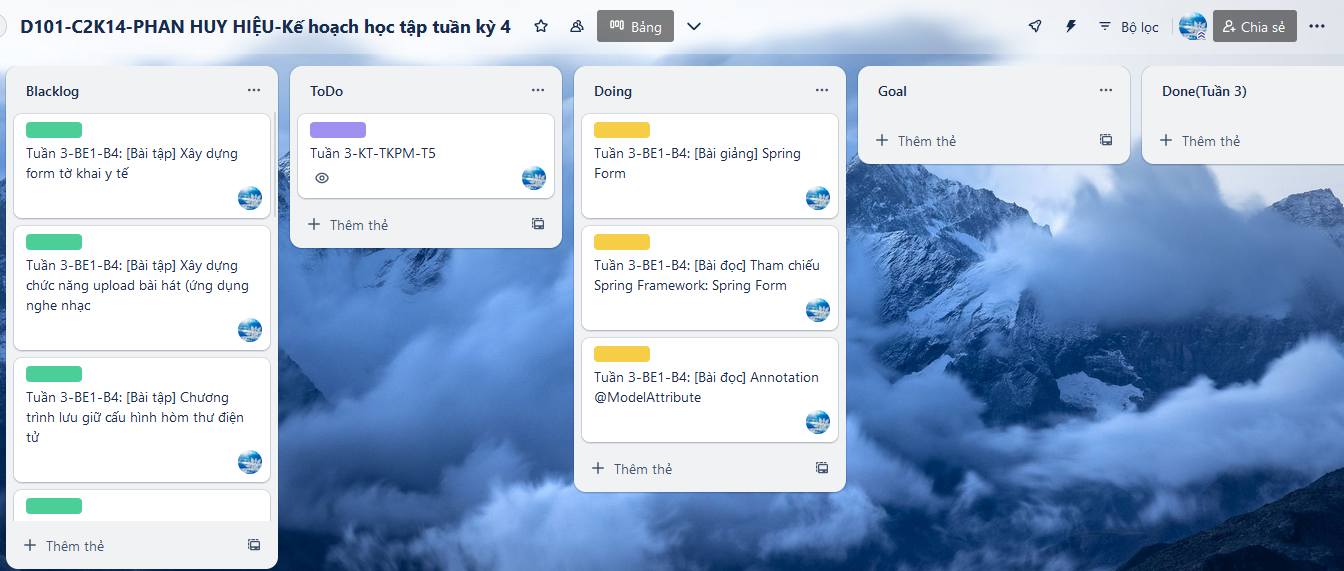 D101-C2K14-PHAN HUY HIỆU-Kế hoạch học tập tuần kỳ 4
Bảng
Bộ lọc
Chia sẻ
Blacklog
Tuần 3-BE1-B4: [Bài tập] Xây dựng
form tờ khai y tế
Tuần 3-BE1-B4: [Bài tập] Xây dựng
chức năng upload bài hát (ứng dụng
nghe nhạc
Tuần 3-BE1-B4: [Bài tập] Chương
trình lưu giữ cấu hình hòm thư điện
tử
Thêm thẻ
ToDo
Tuần 3-KT-TKPM-T5
Thêm thẻ
Doing
Tuần 3-BE1-B4: [Bài giảng] Spring
Form
Tuần 3-BE1-B4: [Bài đọc] Tham chiếu
Spring Framework: Spring Form
Tuần 3-BE1-B4: [Bài đọc] Annotation
@ModelAttribute
Thêm thẻ
Goal
Thêm thẻ
Done(Tuần 3)
Thêm thẻ